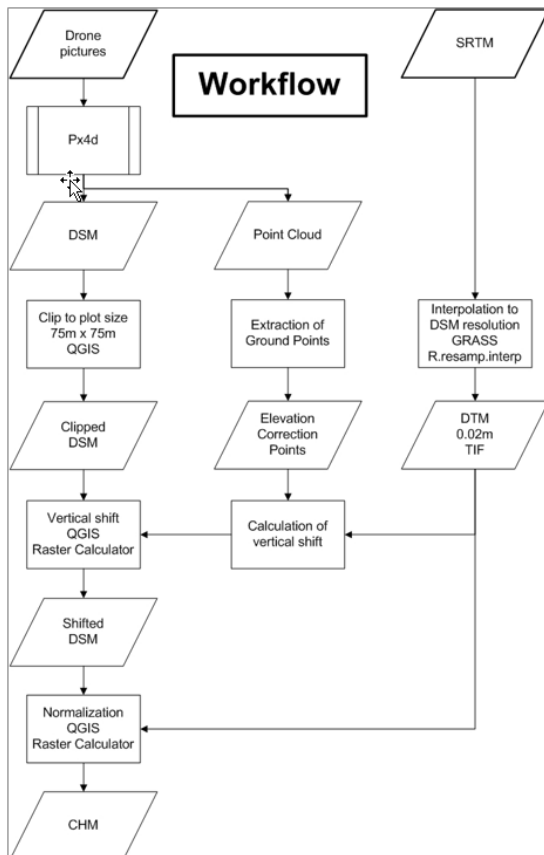 Drone
pictures
SRTM
Workflow
Px4d
DSM
Point Cloud
Clip to plot size
75m x 75m
QGIS
Extraction of
Ground Points
Interpolation to
DSM resolution
GRASS
R.resamp.interp
Clipped
DSM
Elevation
Correction
Points
DTM
0.02m
TIF
Vertical shift
QGIS
Raster Calculator
Calculation of
vertical shift
Shifted
DSM
Normalization
QGIS
Raster Calculator
CHM